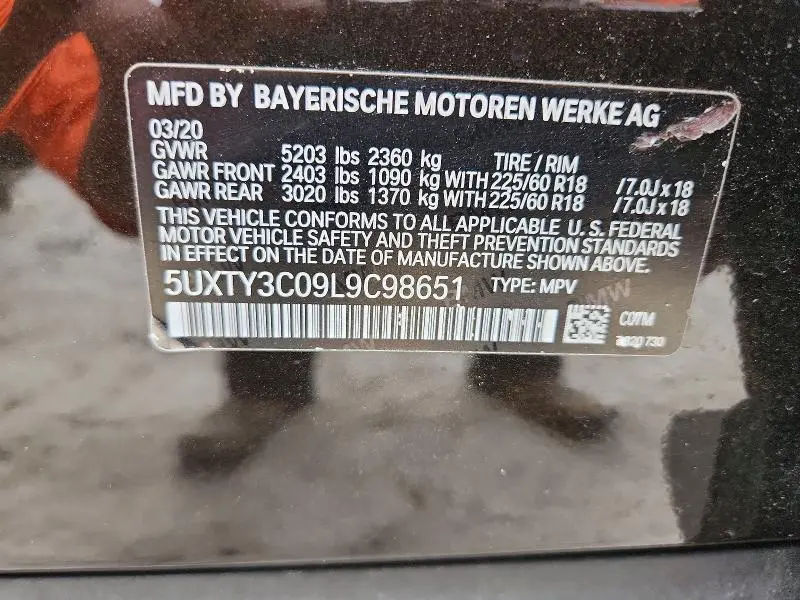 MFD BY BAYERISCHE MOTOREN WERKE AG
03/20
GVWR 5203 lbs 2360 kg TIRE / RIM
GAWR FRONT 2403 lbs 1090 kg WITH 225/60 R18 /7.0J x 18
GAWR REAR 3020 lbs 1370 kg WITH 225/60 R18 /7.0J x 18
THIS VEHICLE CONFORMS TO ALL APPLICABLE U.S. FEDERAL
MOTOR VEHICLE SAFETY AND THEFT PREVENTION STANDARDS
IN EFFECT ON THE DATE OF MANUFACTURE SHOWN ABOVE.
5UXTY3C09L9C98651 TYPE: MPV